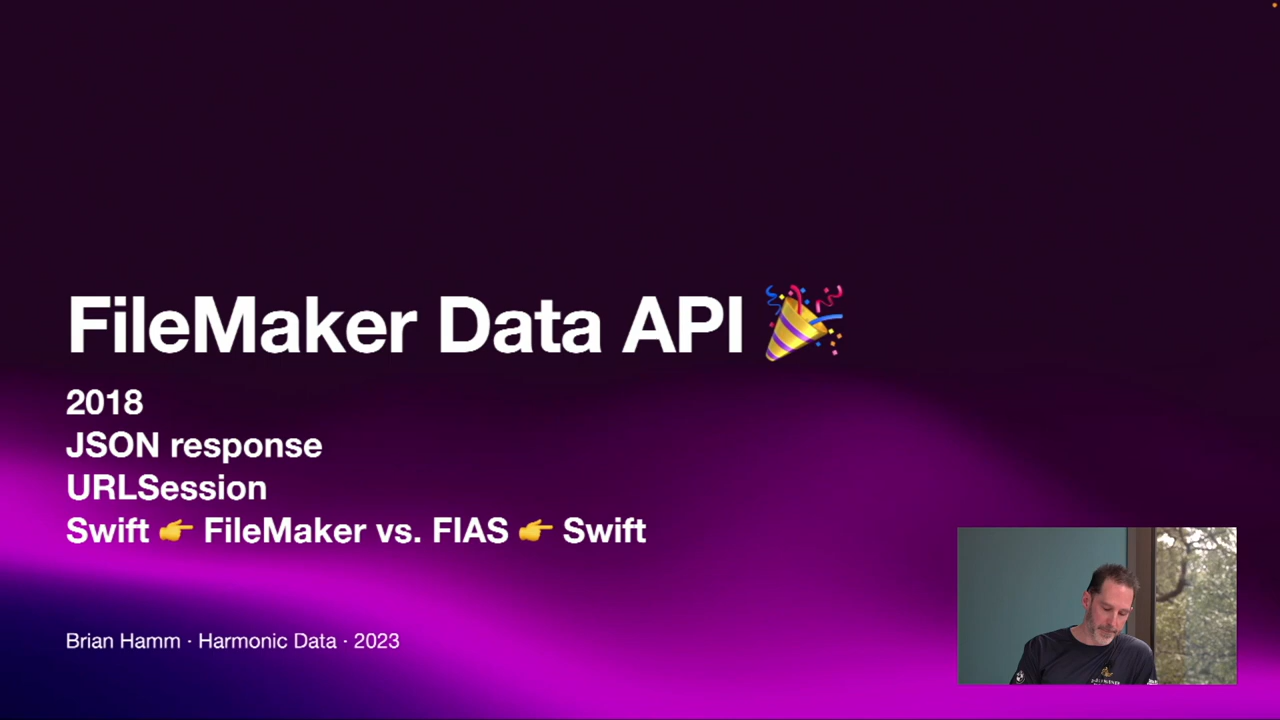 FileMaker Data API 🎉
2018
JSON response
URLSession
Swift 👉 FileMaker vs. FIAS 👉 Swift
Brian Hamm · Harmonic Data · 2023